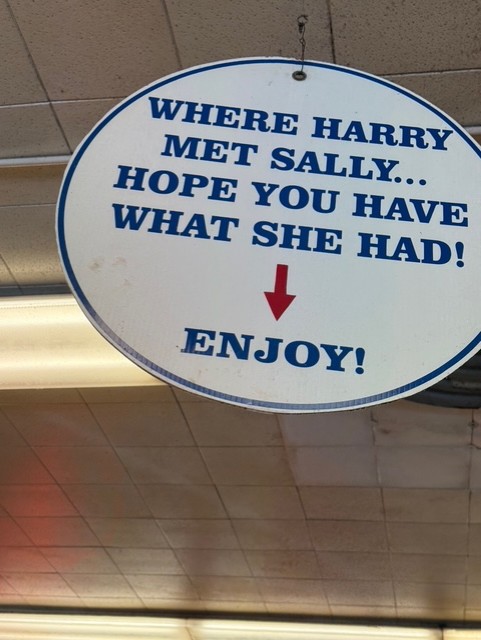 WHERE HARRY
MET SALLY...
HOPE YOU HAVE
WHAT SHE HAD!
ENJOY!